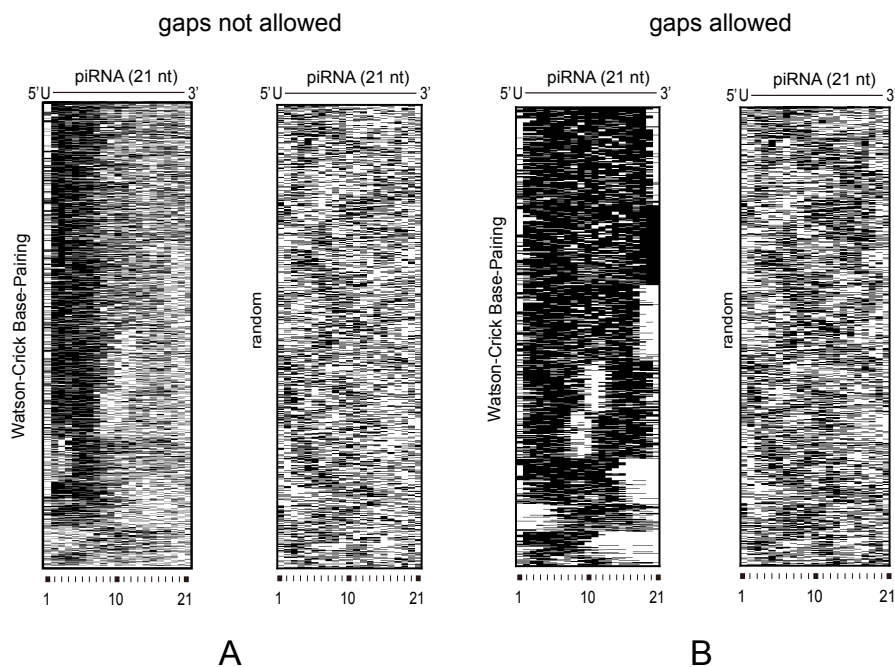 gaps not allowed
gaps allowed
piRNA (21 nt)
5’U
3’
piRNA (21 nt)
5’U
3’
piRNA (21 nt)
5’U
3’
piRNA (21 nt)
5’U
3’
Watson-Crick Base-Pairing
random
Watson-Crick Base-Pairing
random
1 10 21
1 10 21
1 10 21
1 10 21
A
B